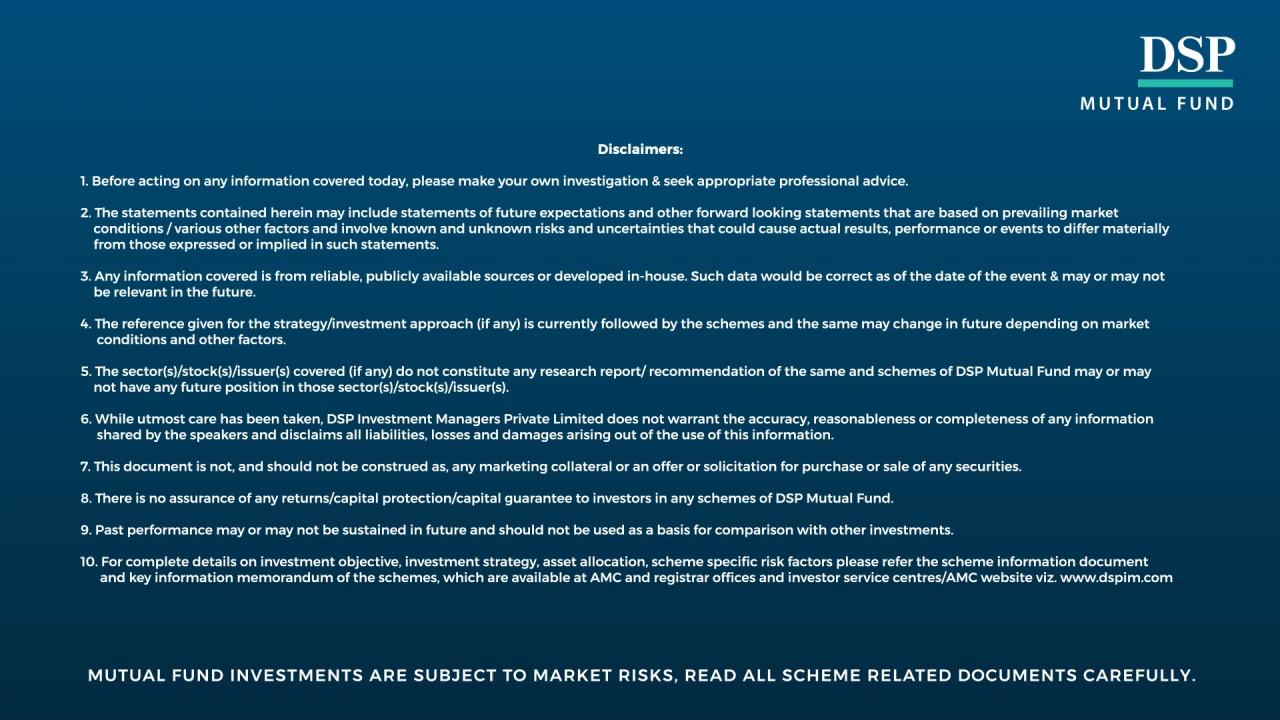 DSP
MUTUAL FUND
Disclaimers:
1. Before acting on any information covered today, please make your own investigation & seek appropriate professional advice.
2. The statements contained herein may include statements of future expectations and other forward looking statements that are based on prevailing market
conditions / various other factors and involve known and unknown risks and uncertainties that could cause actual results, performance or events to differ materially
from those expressed or implied in such statements.
3. Any information covered is from reliable, publicly available sources or developed in-house. Such data would be correct as of the date of the event & may or may not
be relevant in the future.
4. The reference given for the strategy/investment approach (if any) is currently followed by the schemes and the same may change in future depending on market
conditions and other factors.
5. The sector(s)/stock(s)/issuer(s) covered (if any) do not constitute any research report/ recommendation of the same and schemes of DSP Mutual Fund may or may
not have any future position in those sector(s)/stock(s)/issuer(s).
6. While utmost care has been taken, DSP Investment Managers Private Limited does not warrant the accuracy, reasonableness or completeness of any information
shared by the speakers and disclaims all liabilities, losses and damages arising out of the use of this information.
7. This document is not, and should not be construed as, any marketing collateral or an offer or solicitation for purchase or sale of any securities.
8. There is no assurance of any returns/capital protection/capital guarantee to investors in any schemes of DSP Mutual Fund.
9. Past performance may or may not be sustained in future and should not be used as a basis for comparison with other investments.
10. For complete details on investment objective, investment strategy, asset allocation, scheme specific risk factors please refer the scheme information document
and key information memorandum of the schemes, which are available at AMC and registrar offices and investor service centres/AMC website viz. www.dspim.com
MUTUAL FUND INVESTMENTS ARE SUBJECT TO MARKET RISKS, READ ALL SCHEME RELATED DOCUMENTS CAREFULLY.